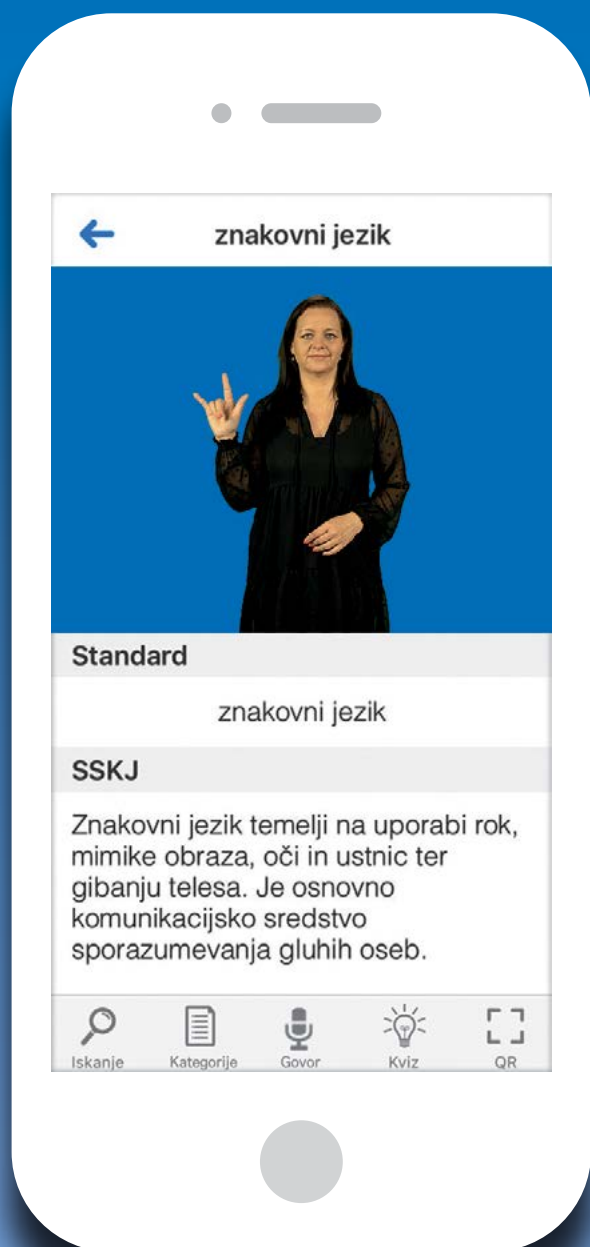 znakovni jezik
Standard
znakovni jezik
SSKJ
Znakovni jezik temelji na uporabi rok,
mimike obraza, oči in ustnic ter
gibanju telesa. Je osnovno
komunikacijsko sredstvo
sporazumevanja gluhih oseb.
Iskanje Kategorije Govor Kviz QR